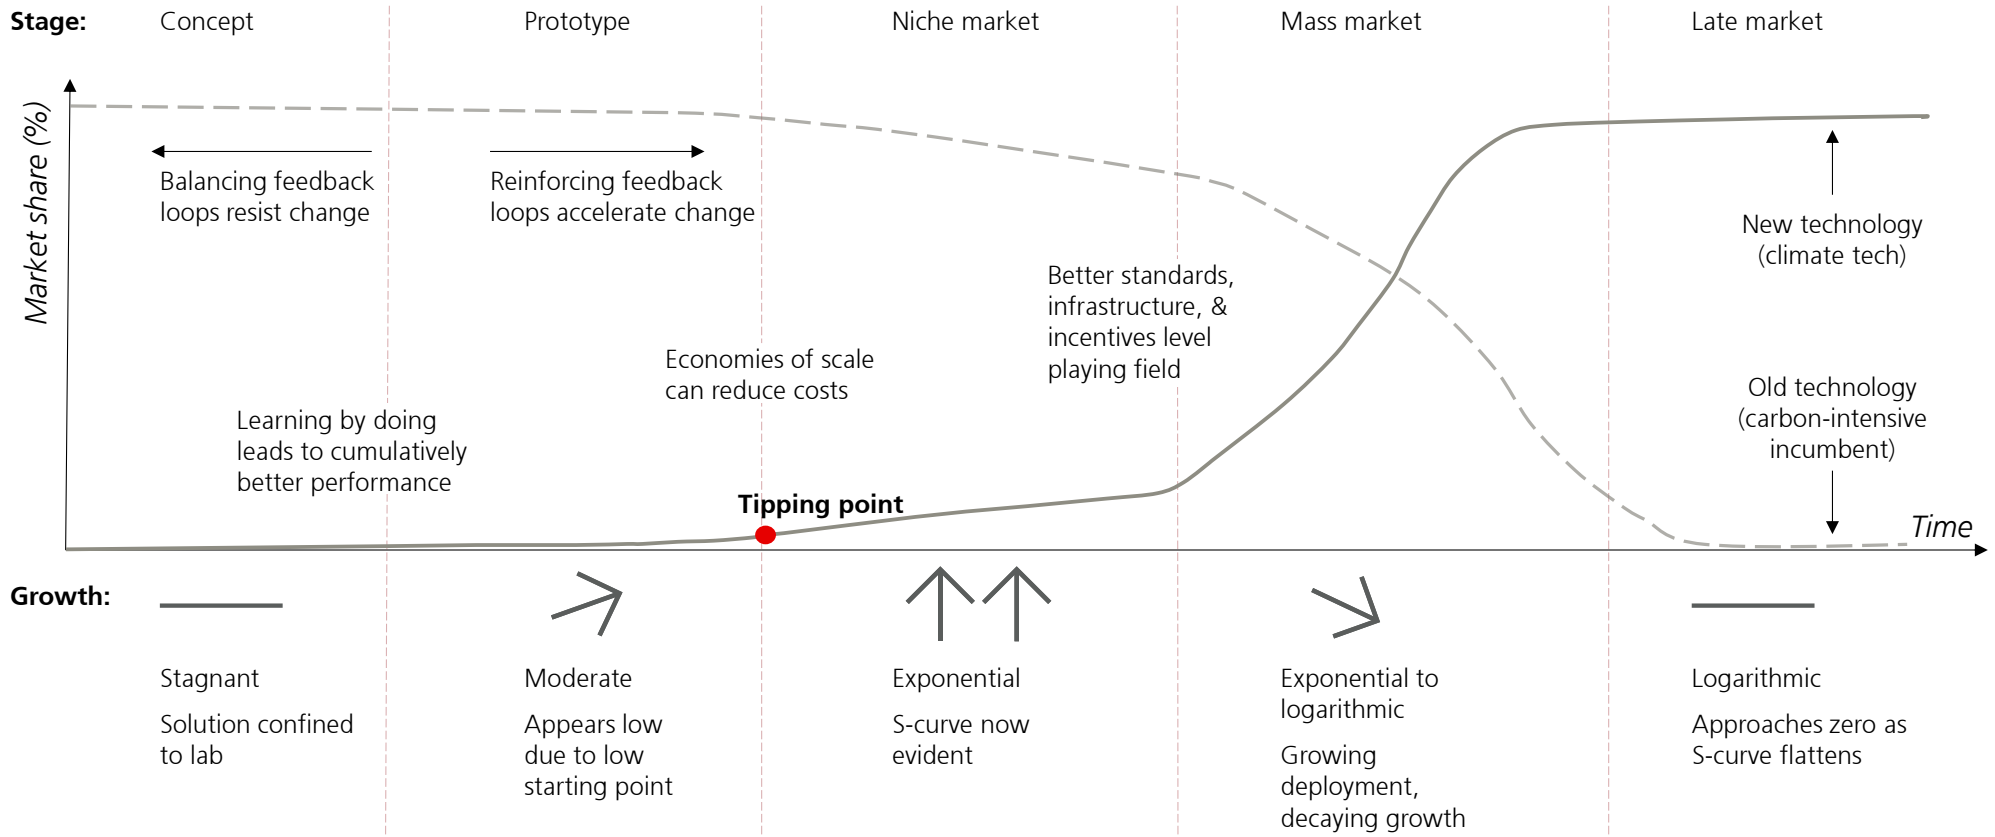 Stage:
Concept
Prototype
Niche market
Mass market
Late market
Market share (%)
Balancing feedback
loops resist change
Reinforcing feedback
loops accelerate change
New technology
(climate tech)
Better standards,
infrastructure, &
incentives level
playing field
Economies of scale
can reduce costs
Old technology
(carbon-intensive
incumbent)
Learning by doing
leads to cumulatively
better performance
Tipping point
Time
Growth:
Stagnant
Solution confined
to lab
Moderate
Appears low
due to low
starting point
Exponential
S-curve now
evident
Exponential to
logarithmic
Growing
deployment,
decaying growth
Logarithmic
Approaches zero as
S-curve flattens